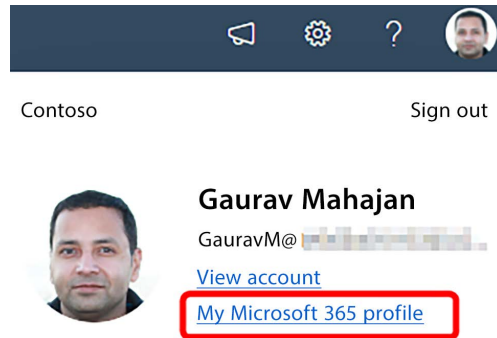 ?
Contoso
Sign out
Gaurav Mahajan
GauravM@
View account
My Microsoft 365 profile